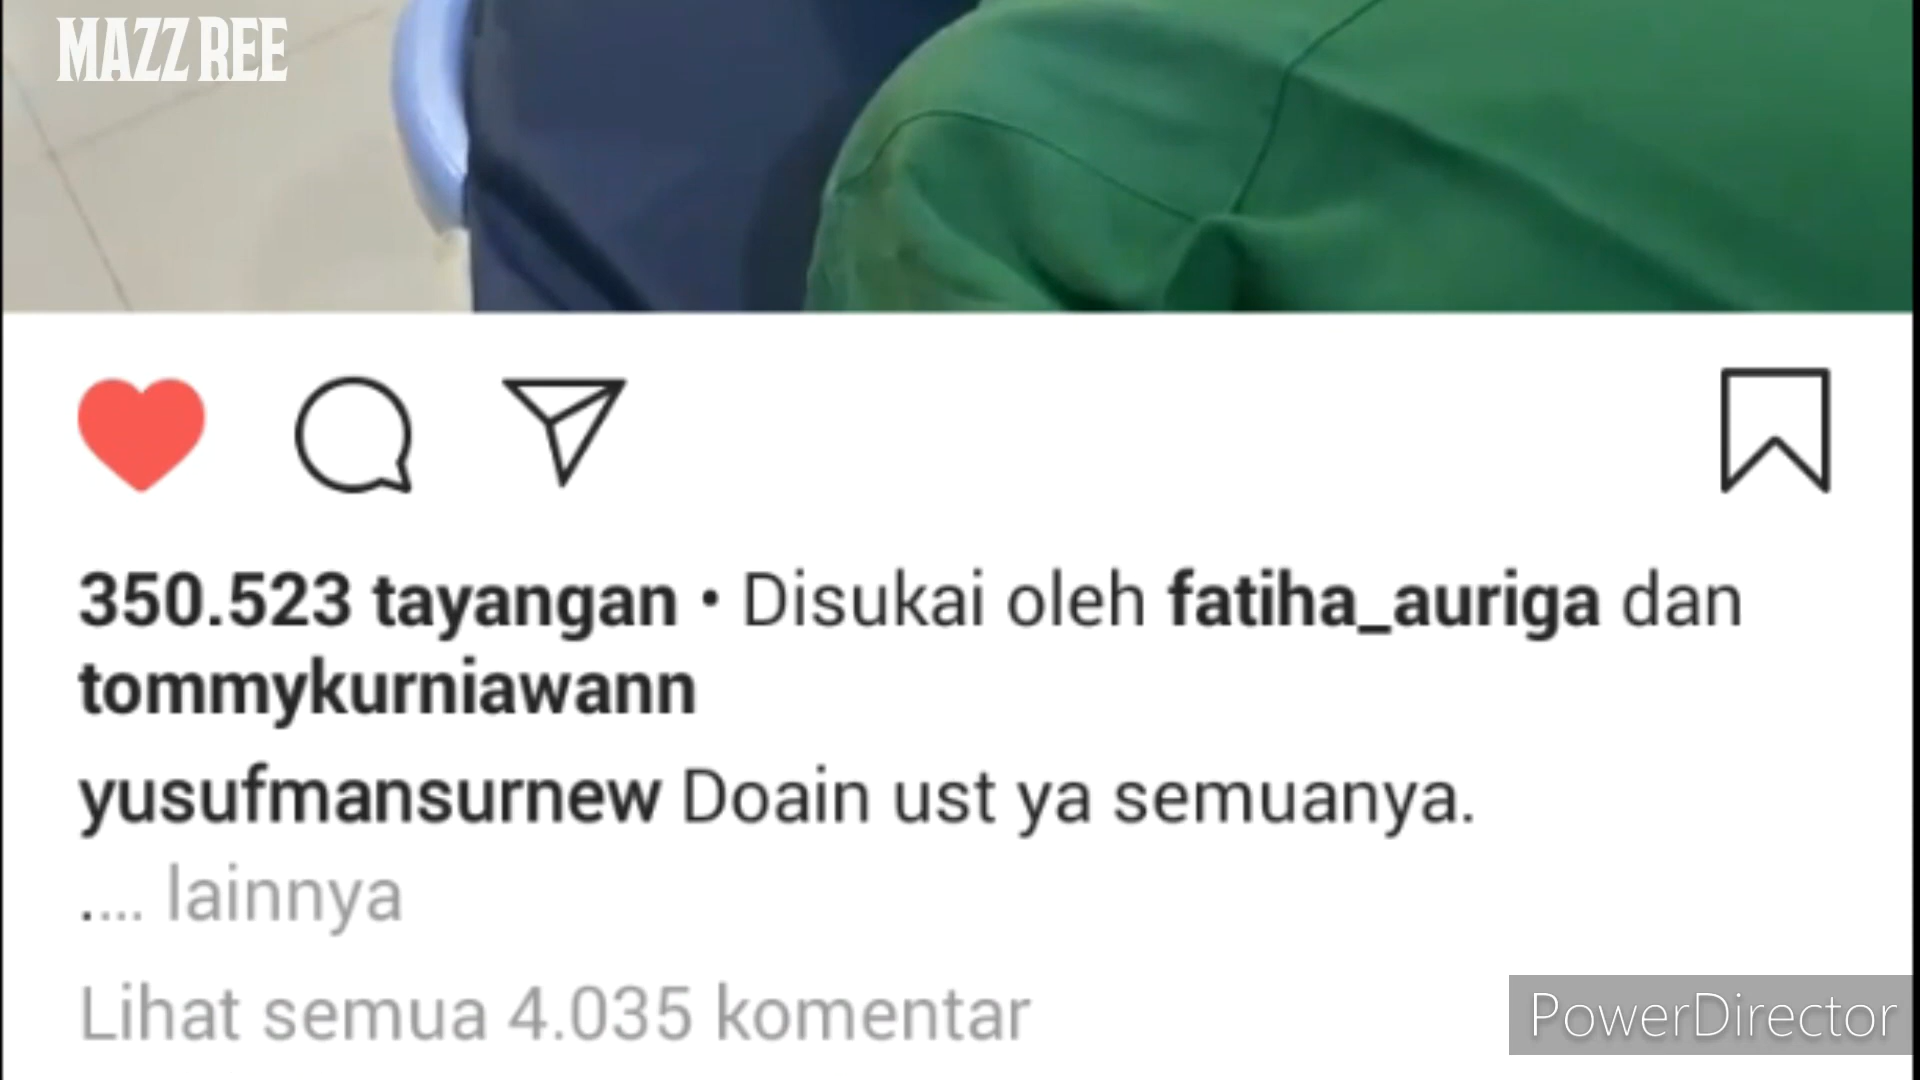 MAZZ REE
350.523 tayangan • Disukai oleh fatiha_auriga dan
tommykurniawann
yusufmansurnew Doain ust ya semuanya.
.... lainnya
Lihat semua 4.035 komentar
PowerDirector